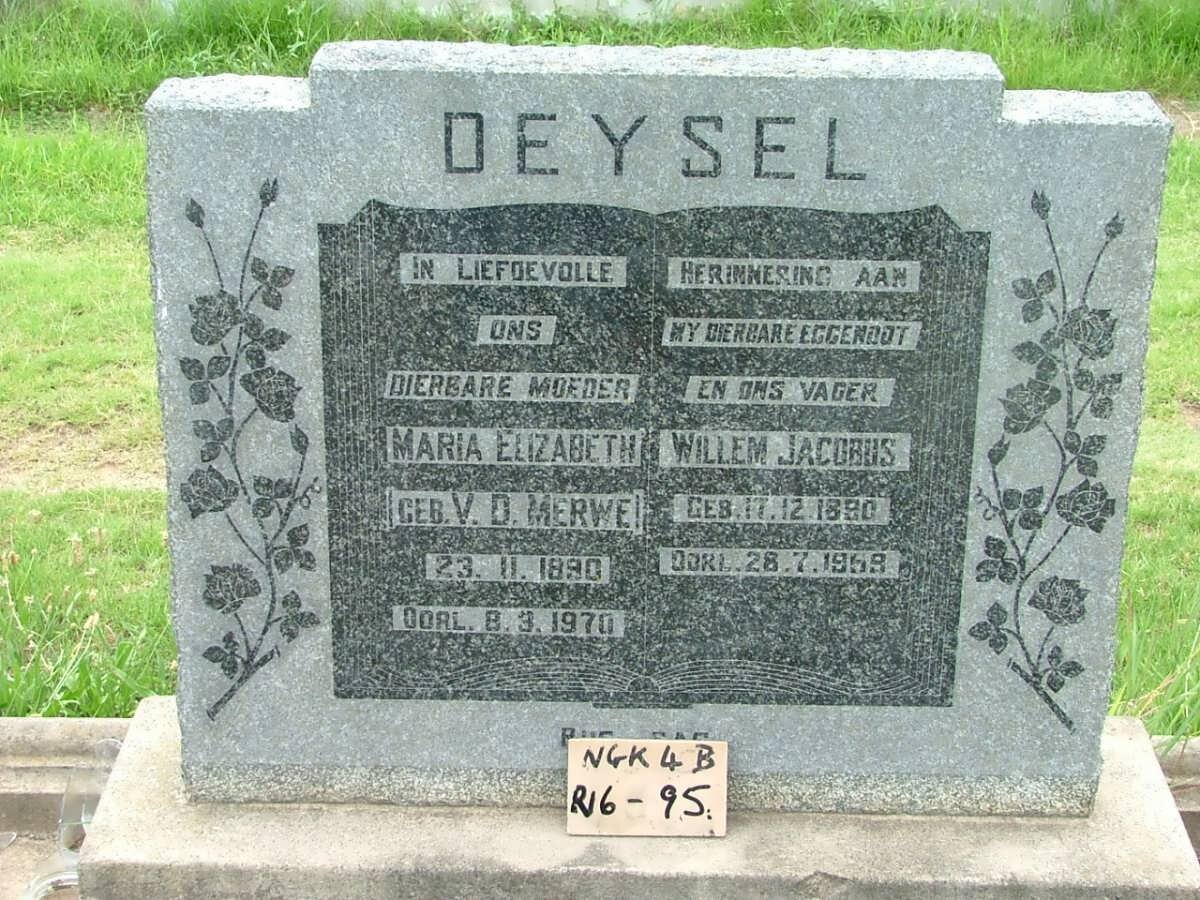 DEYSEL
IN LIEFDEVOLLE HERINNERING AAN
ONS
DIERBARE MOEDER
MARIA ELIZABETH
(GEB. V. D. MERWE)
23. 11. 1890
OORL. 8. 3. 1970
MY DIERBARE EGGENOOT
EN ONS VADER
WILLEM JACOBUS
GEB. 17. 12. 1890
OORL. 28. 7. 1959
NGK 4 B
R16 - 95.